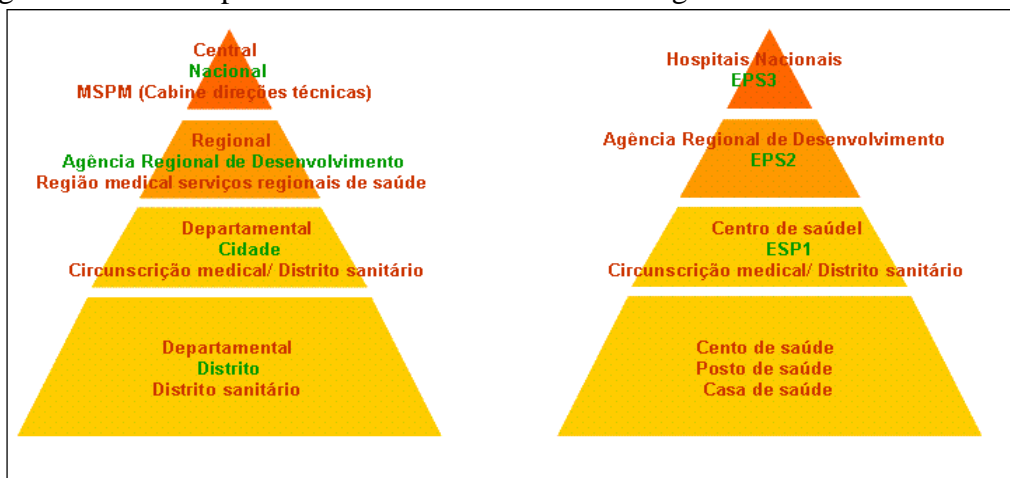 Central
Nacional
MSPM (Cabine direções técnicas)
Regional
Agência Regional de Desenvolvimento
Região medical serviços regionais de saúde
Departamental
Cidade
Circunscrição medical/ Distrito sanitário
Departamental
Distrito
Distrito sanitário
Hospitais Nacionais
EPS3
Agência Regional de Desenvolvimento
EPS2
Centro de saúdel
ESP1
Circunscrição medical/ Distrito sanitário
Cento de saúde
Posto de saúde
Casa de saúde